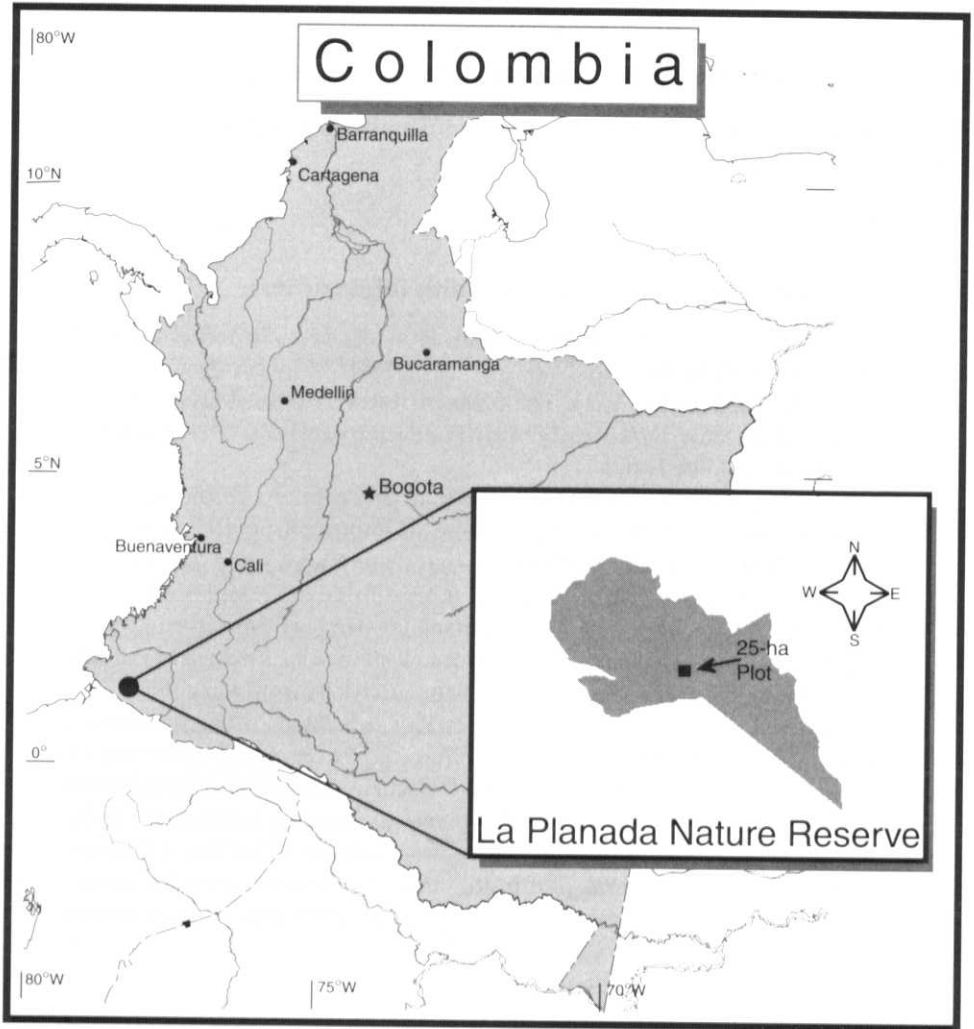 80°W
Colombia
Barranquilla
Cartagena
10°N
Bucaramanga
Medellin
5°N
Bogota
Buenaventura
Cali
N
W E
S
25-ha
Plot
0°
La Planada Nature Reserve
80°W
75°W
70°W